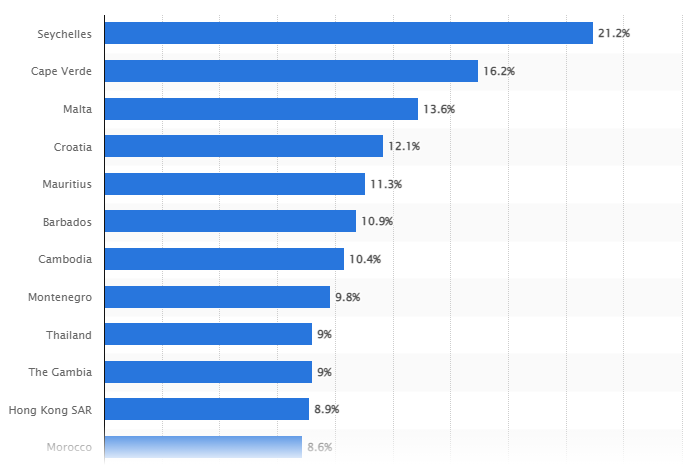 Seychelles 21.2%
Cape Verde 16.2%
Malta 13.6%
Croatia 12.1%
Mauritius 11.3%
Barbados 10.9%
Cambodia 10.4%
Montenegro 9.8%
Thailand 9%
The Gambia 9%
Hong Kong SAR 8.9%
Morocco 8.6%